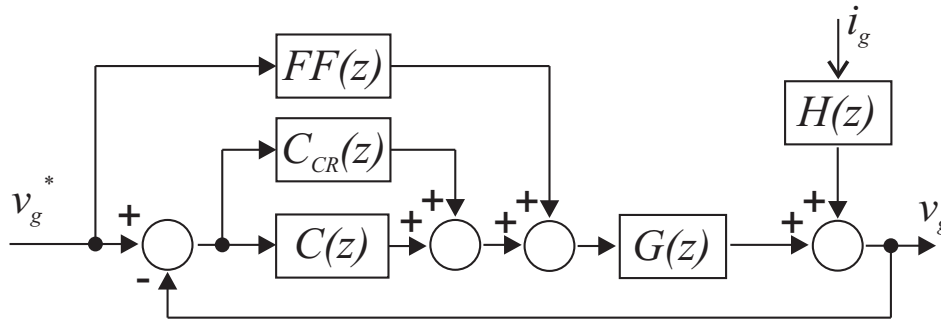 i_g
FF(z)
H(z)
C_CR(z)
v_g^*
+
+
+
+
+
+
+
v_g
C(z)
G(z)
-